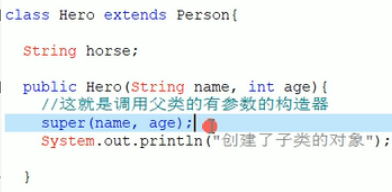 class Hero extends Person{
String horse;
public Hero(String name, int age){
//这就是调用父类的有参数的构造器
super(name, age);
System.out.println("创建了子类的对象");
}